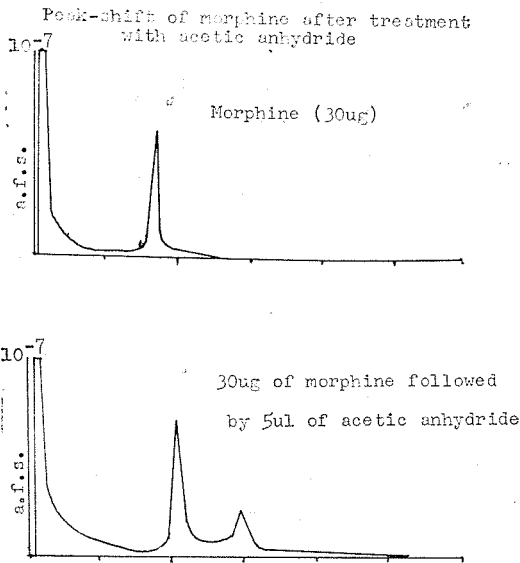 Peak-shift of morphine after treatment
with acetic anhydride
10-7
a.f.s.
Morphine (30ug)
10-7
a.f.s.
30ug of morphine followed
by 5ul of acetic anhydride